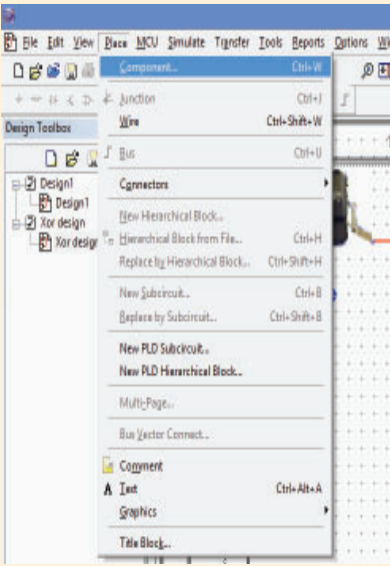 File Edit View Place MCU Simulate Transfer Tools Reports Options
Component... Ctrl+W
Junction Ctrl+J
Wire Ctrl+Shift+W
Design Toolbox
Bus Ctrl+U
Connectors
Design1
Design1
New Hierarchical Block...
Xor design
Hierarchical Block from File... Ctrl+H
Xor desigr
Replace by Hierarchical Block... Ctrl+Shift+H
New Subcircuit... Ctrl+B
Replace by Subcircuit... Ctrl+Shift+B
New PLD Subcircuit...
New PLD Hierarchical Block...
Multi-Page...
Bus Vector Connect...
Comment
A Text Ctrl+Alt+A
Graphics
Title Block...